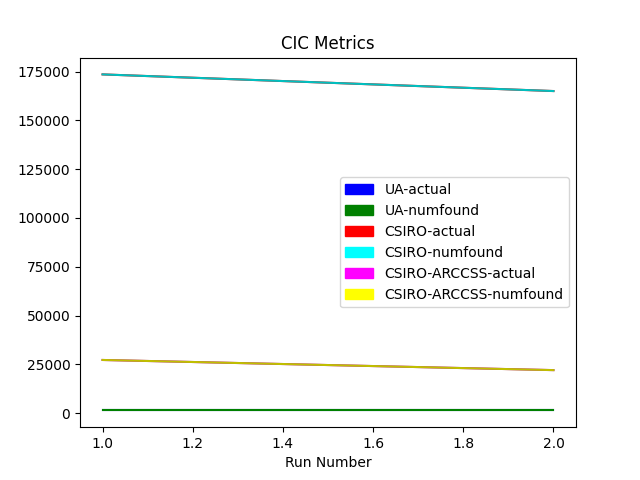 CIC Metrics
175000
150000
125000
100000
75000
50000
25000
0
UA-actual
UA-numfound
CSIRO-actual
CSIRO-numfound
CSIRO-ARCCSS-actual
CSIRO-ARCCSS-numfound
1.0 1.2 1.4 1.6 1.8 2.0
Run Number